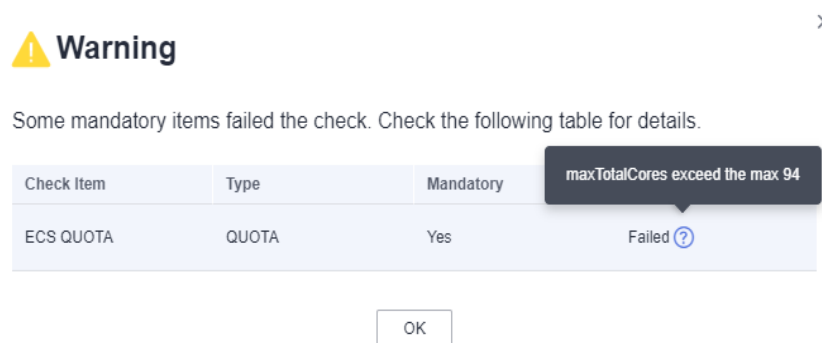 Warning
Some mandatory items failed the check. Check the following table for details.
maxTotalCores exceed the max 94
Check Item Type Mandatory
ECS QUOTA QUOTA Yes Failed ?
OK